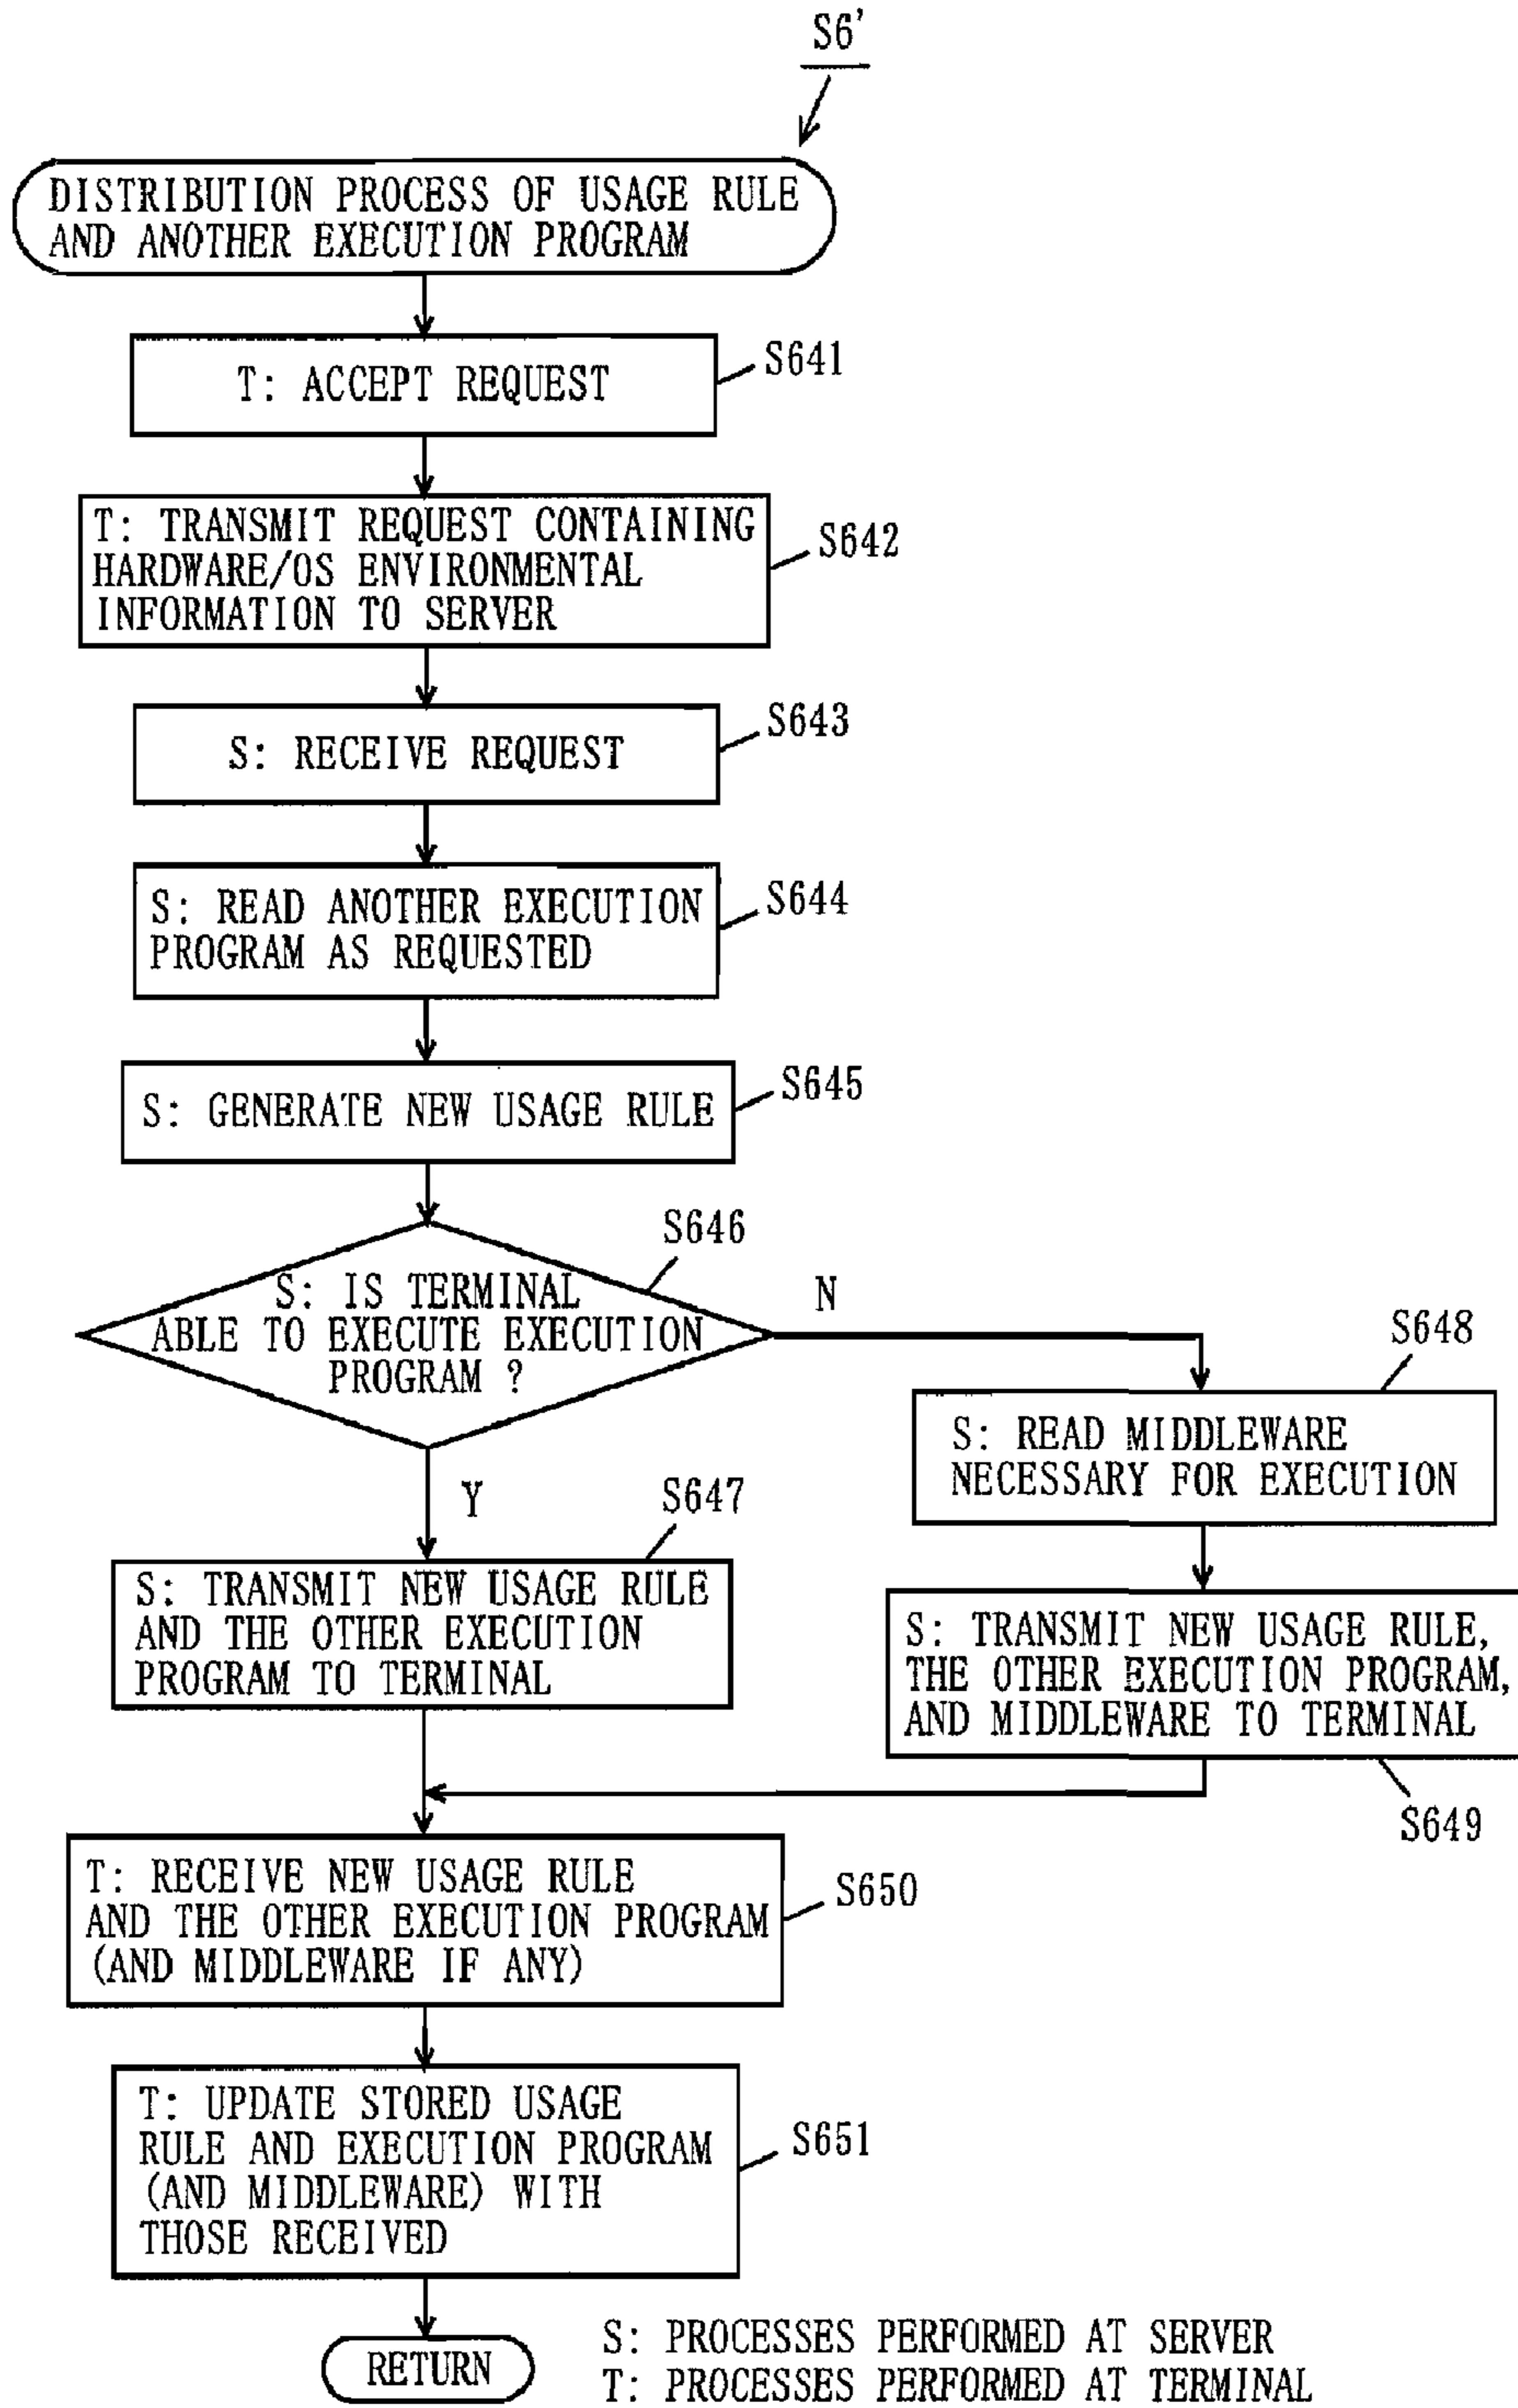 S6'
DISTRIBUTION PROCESS OF USAGE RULE
AND ANOTHER EXECUTION PROGRAM
T: ACCEPT REQUEST
S641
T: TRANSMIT REQUEST CONTAINING
HARDWARE/OS ENVIRONMENTAL
INFORMATION TO SERVER
S642
S: RECEIVE REQUEST
S643
S: READ ANOTHER EXECUTION
PROGRAM AS REQUESTED
S644
S: GENERATE NEW USAGE RULE
S645
S: IS TERMINAL
ABLE TO EXECUTE EXECUTION
PROGRAM ?
S646
N
Y
S647
S: TRANSMIT NEW USAGE RULE
AND THE OTHER EXECUTION
PROGRAM TO TERMINAL
S648
S: READ MIDDLEWARE
NECESSARY FOR EXECUTION
S: TRANSMIT NEW USAGE RULE,
THE OTHER EXECUTION PROGRAM,
AND MIDDLEWARE TO TERMINAL
S649
T: RECEIVE NEW USAGE RULE
AND THE OTHER EXECUTION PROGRAM
(AND MIDDLEWARE IF ANY)
S650
T: UPDATE STORED USAGE
RULE AND EXECUTION PROGRAM
(AND MIDDLEWARE) WITH
THOSE RECEIVED
S651
RETURN
S: PROCESSES PERFORMED AT SERVER
T: PROCESSES PERFORMED AT TERMINAL